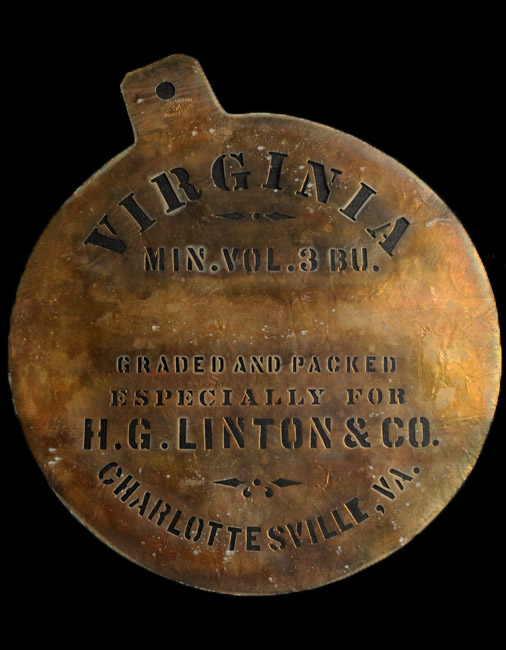 VIRGINIA
MIN. VOL. 3 BU.
GRADED AND PACKED
ESPECIALLY FOR
H. G. LINTON & CO.
CHARLOTTESVILLE, VA.